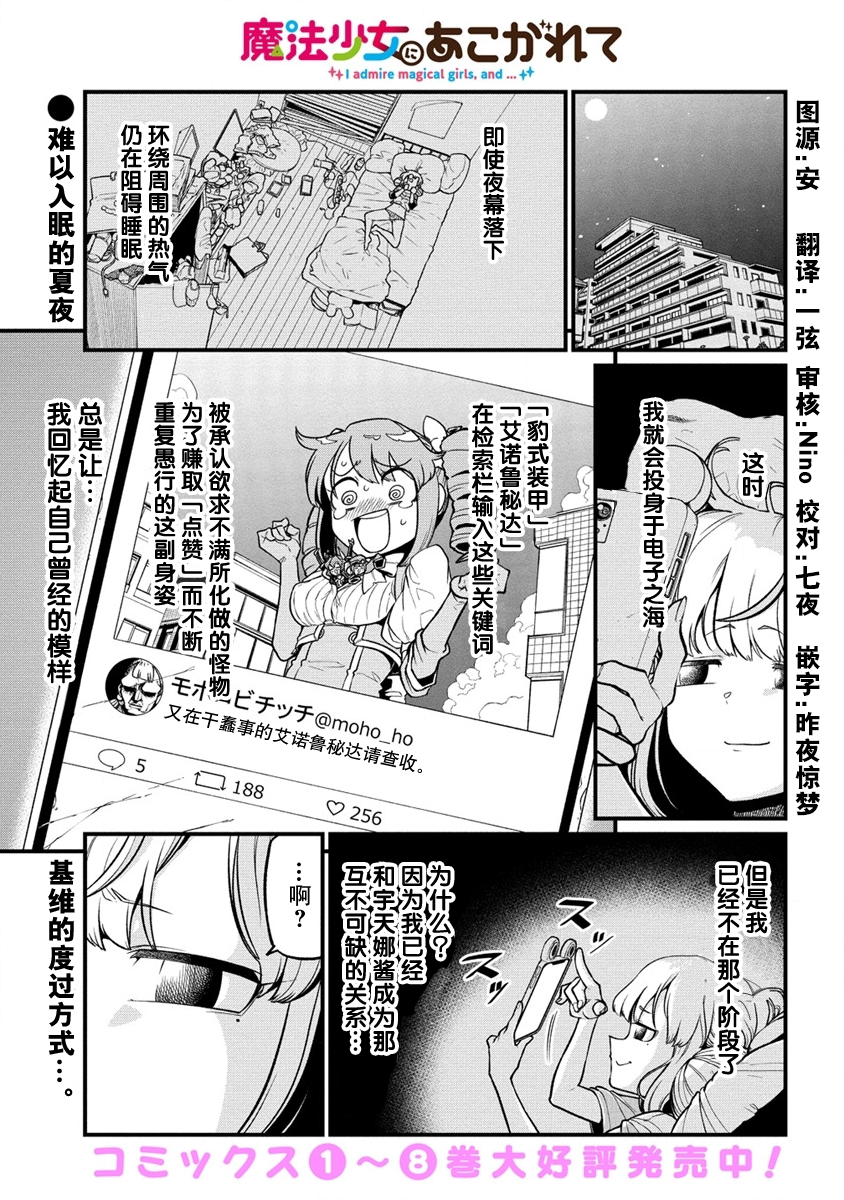 魔法少女にあこがれて
I admire magical girls, and ...
图源:安
翻译:一弦
审核:Nino
校对:七夜
嵌字:昨夜惊梦
●难以入眠的夏夜
即使夜幕落下
环绕周围的热气
仍在阻碍睡眠
这时
我就会投身于电子之海
「豹式装甲」
「艾诺鲁秘达」
在检索栏输入这些关键词
被承认欲求不满所化做的怪物
为了赚取「点赞」而不断
重复愚行的这副身姿
总是让…
我回忆起自己曾经的模样
ビチッチ@moho_ho
又在干蠢事的艾诺鲁秘达请查收。
5
188
256
但是我
已经不在那个阶段了
为什么?
因为我已经
和宇天娜酱成为那
互不可缺的关系…
スッ
スッ
…啊?
基维的度过方式…。
コミックス1～8巻大好評発売中!